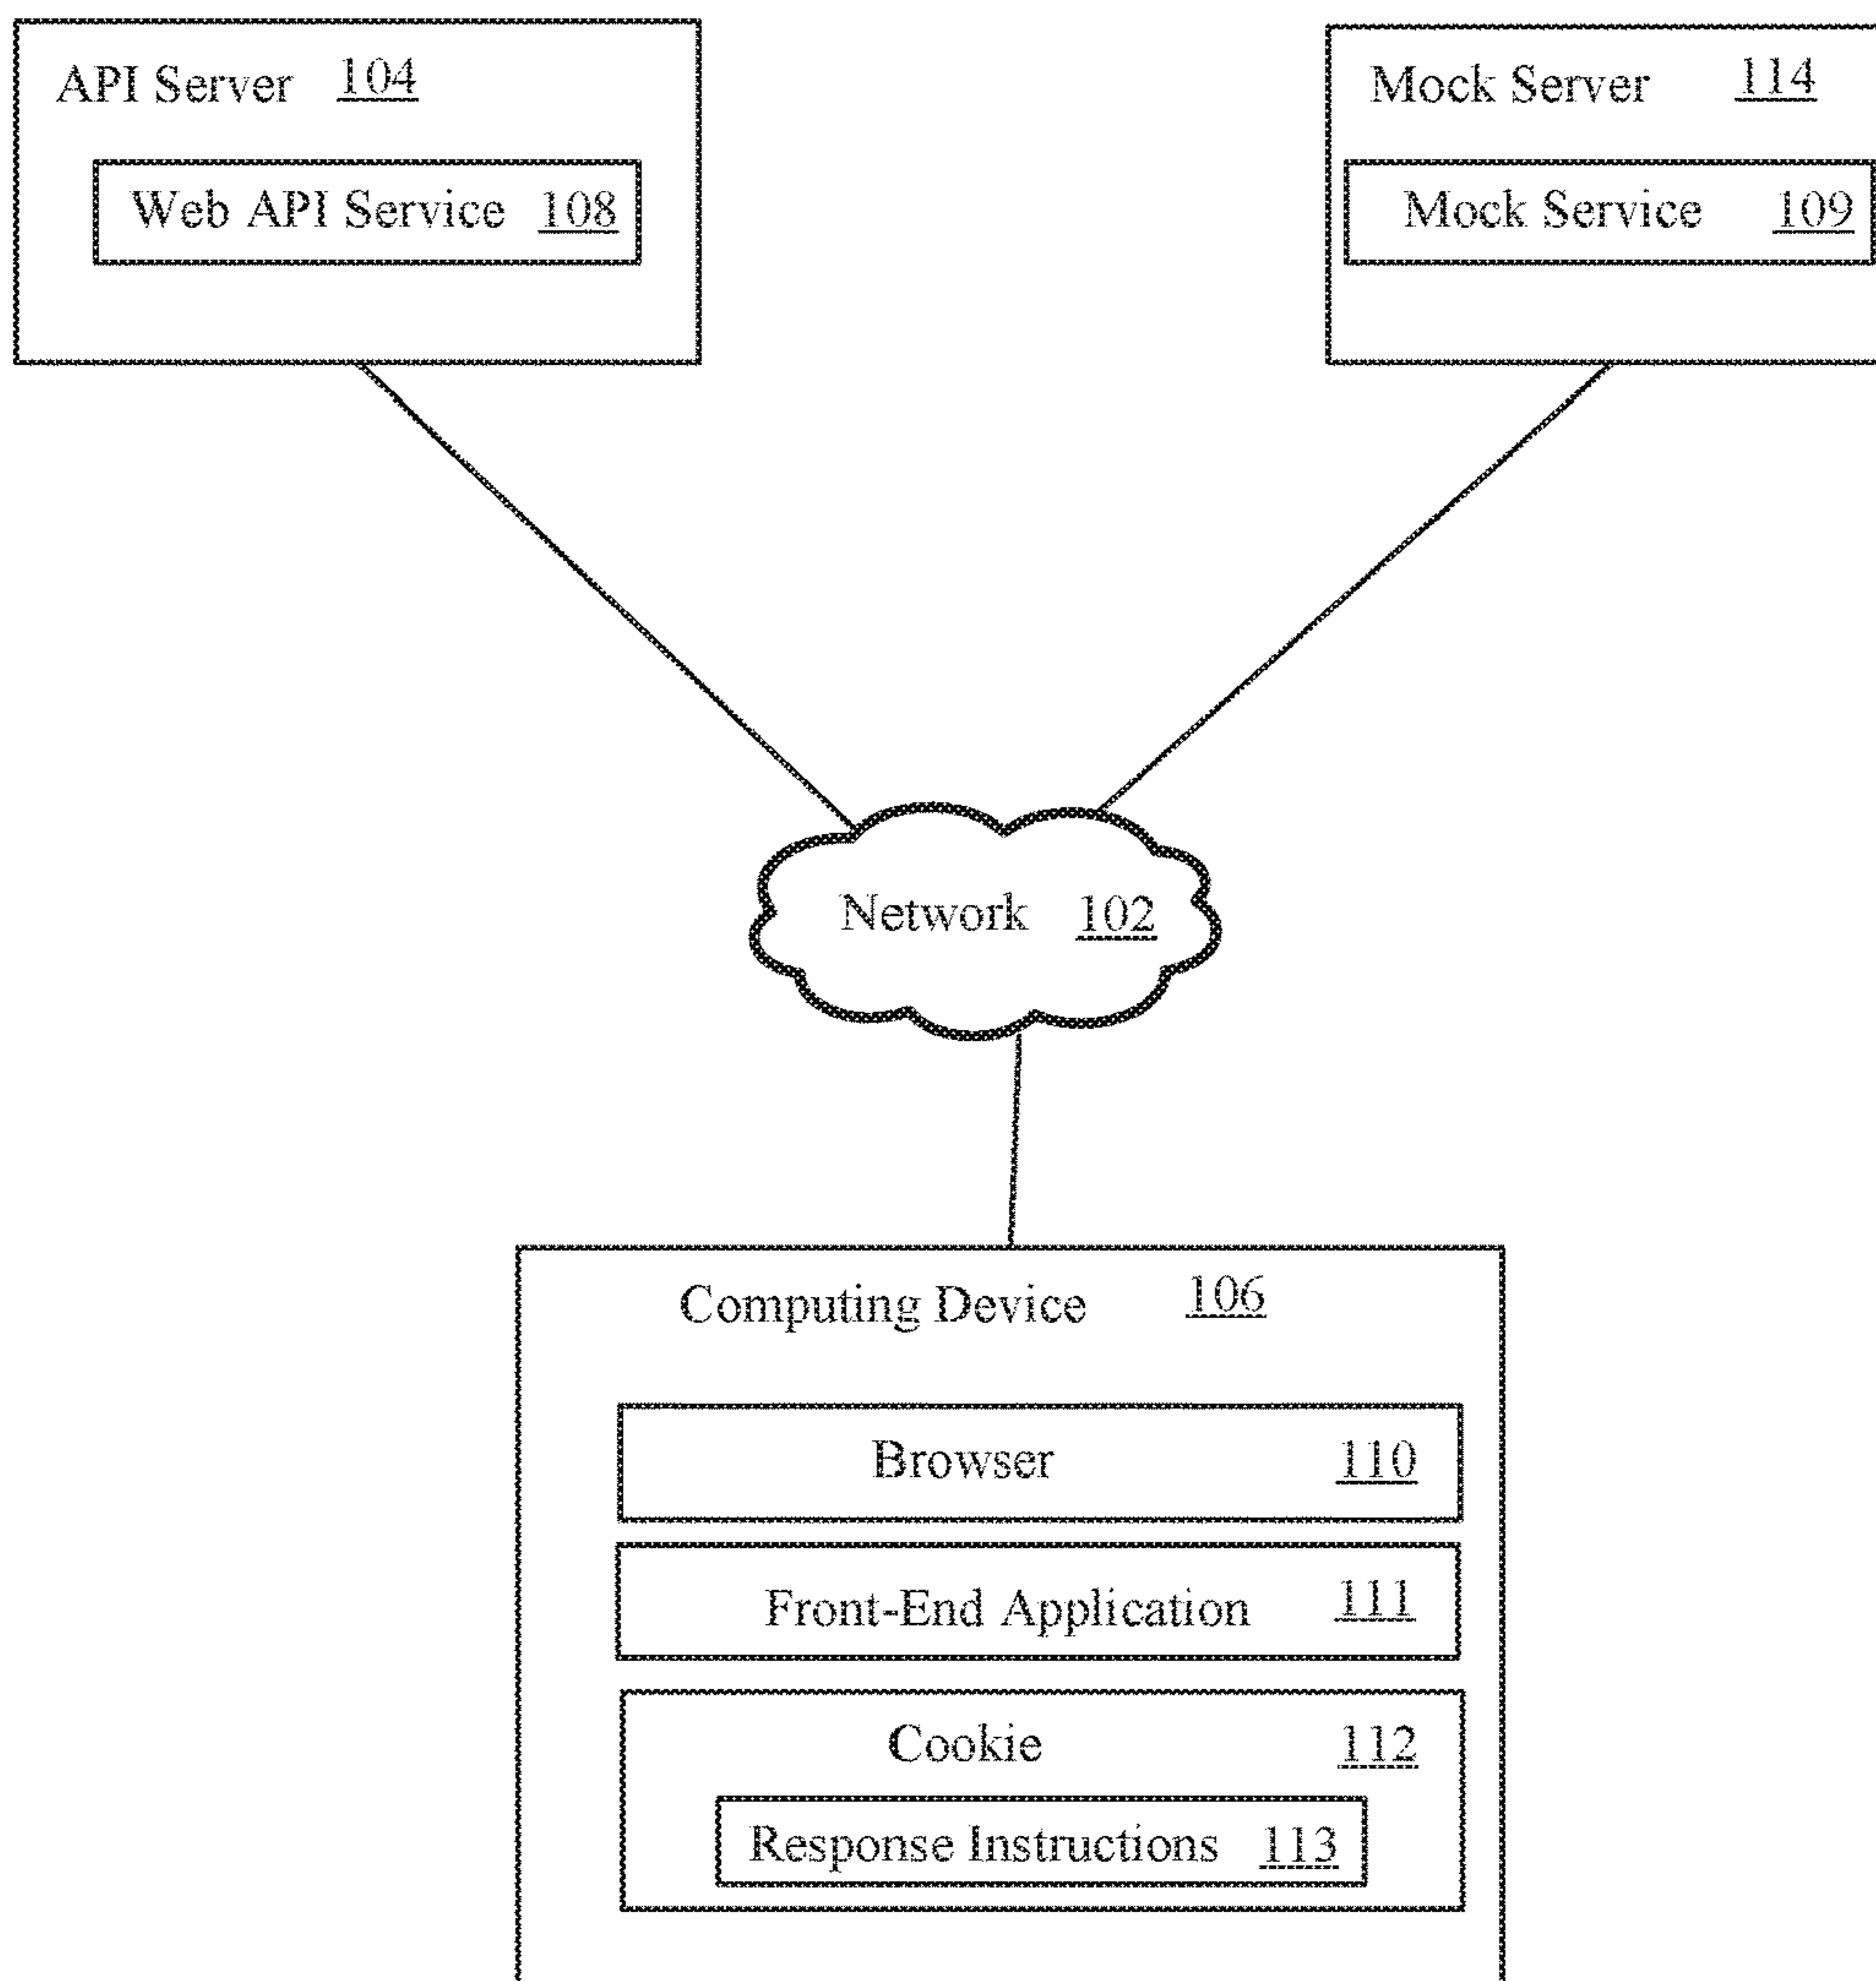 API Server 104
Web API Service 108
Mock Server 114
Mock Service 109
Network 102
Computing Device 106
Browser 110
Front-End Application 111
Cookie 112
Response Instructions 113